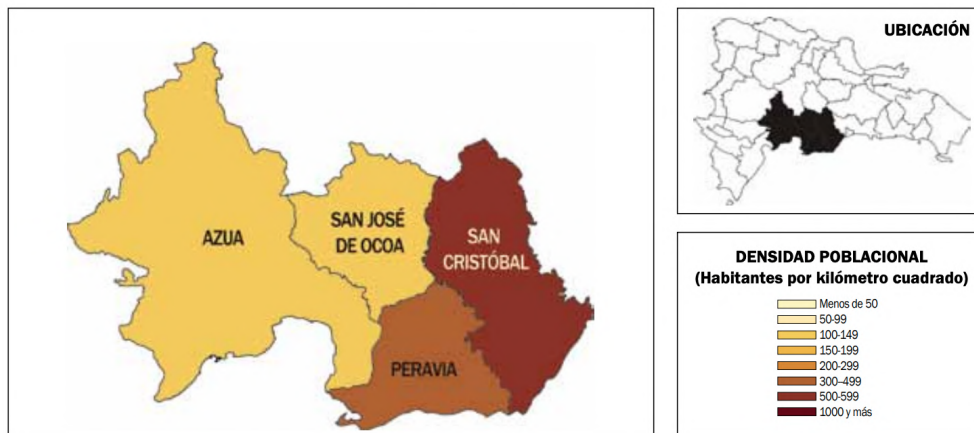 AZUA
SAN JOSÉ
DE OCOA
SAN
CRISTÓBAL
PERAVIA
UBICACIÓN
DENSIDAD POBLACIONAL
(Habitantes por kilómetro cuadrado)
Menos de 50
50-99
100-149
150-199
200-299
300–499
500-599
1000 y más